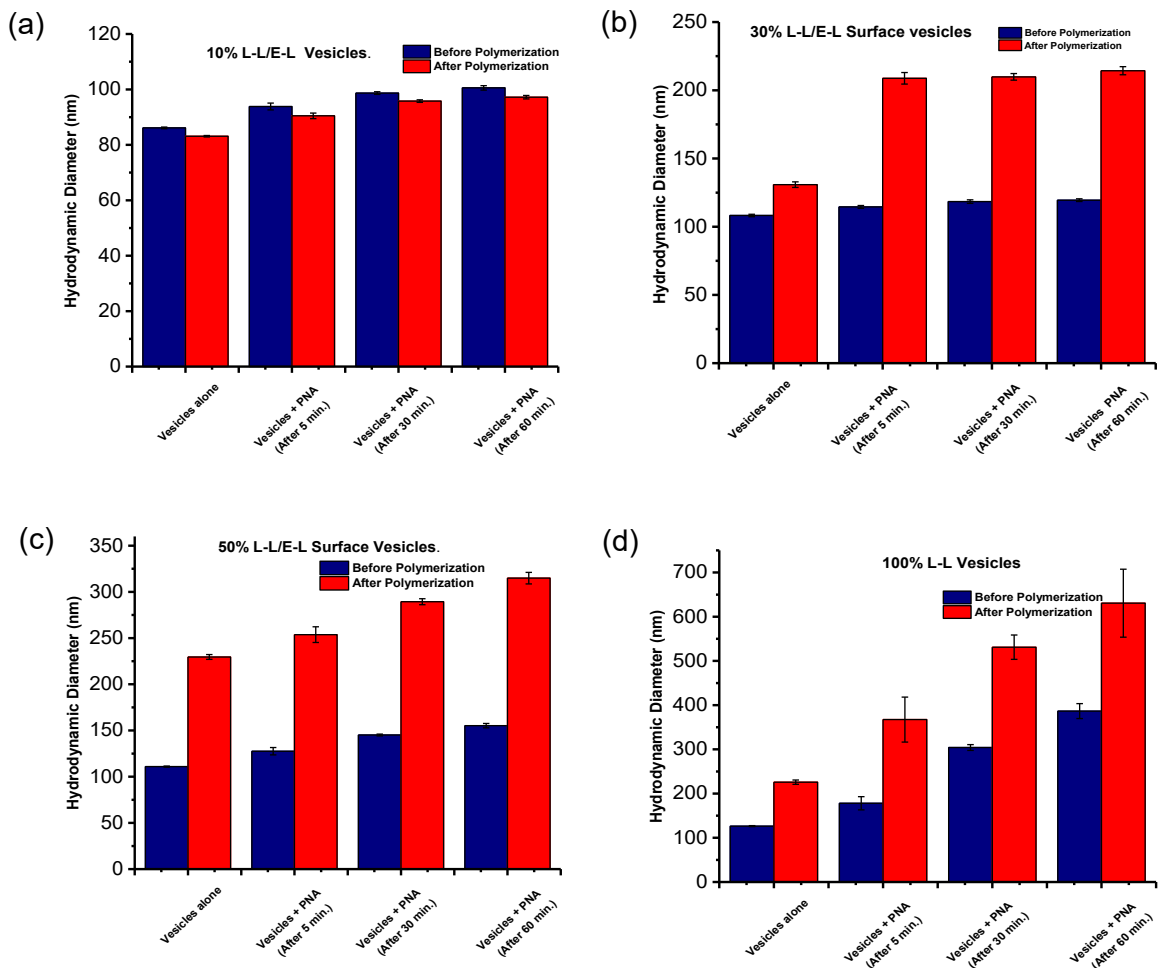 (a)
10% L-L/E-L Vesicles.
Before Polymerization
After Polymerization
Hydrodynamic Diameter (nm)
120
100
80
60
40
20
0
Vesicles alone
Vesicles + PNA
(After 5 min.)
Vesicles + PNA
(After 30 min.)
Vesicles + PNA
(After 60 min.)
(b)
30% L-L/E-L Surface vesicles
Before Polymerization
After Polymerization
Hydrodynamic Diameter (nm)
250
200
150
100
50
0
Vesicles alone
Vesicles + PNA
(After 5 min.)
Vesicles + PNA
(After 30 min.)
Vesicles PNA
(After 60 min.)
(c)
50% L-L/E-L Surface Vesicles.
Before Polymerization
After Polymerization
Hydrodynamic Diameter (nm)
350
300
250
200
150
100
50
0
Vesicles alone
Vesicles + PNA
(After 5 min.)
Vesicles + PNA
(After 30 min.)
Vesicles + PNA
(After 60 min.)
(d)
100% L-L Vesicles
Before Polymerization
After Polymerization
Hydrodynamic Diameter (nm)
700
600
500
400
300
200
100
0
Vesicles alone
Vesicles + PNA
(After 5 min.)
Vesicles + PNA
(After 30 min.)
Vesicles + PNA
(After 60 min.)